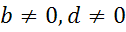 b ≠ 0, d ≠ 0